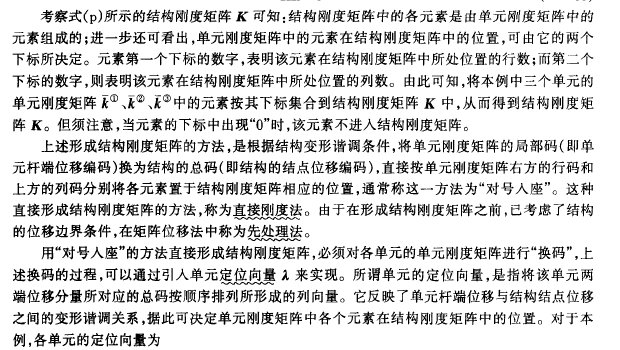 考察式(p)所示的结构刚度矩阵 K 可知:结构刚度矩阵中的各元素是由单元刚度矩阵中的
元素组成的;进一步还可看出,单元刚度矩阵中的元素在结构刚度矩阵中的位置,可由它的两个
下标所决定。元素第一个下标的数字,表明该元素在结构刚度矩阵中所处位置的行数;而第二个
下标的数字,则表明该元素在结构刚度矩阵中所处位置的列数。由此可知,将本例中三个单元的
单元刚度矩阵 k̄①、k̄②、k̄③中的元素按其下标集合到结构刚度矩阵 K 中,从而得到结构刚度矩
阵 K。但须注意,当元素的下标中出现“0”时,该元素不进入结构刚度矩阵。
上述形成结构刚度矩阵的方法,是根据结构变形谐调条件,将单元刚度矩阵的局部码(即单
元杆端位移编码)换为结构的总码(即结构的结点位移编码),直接按单元刚度矩阵右方的行码和
上方的列码分别将各元素置于结构刚度矩阵相应的位置,通常称这一方法为“对号入座”。这种
直接形成结构刚度矩阵的方法,称为直接刚度法。由于在形成结构刚度矩阵之前,已考虑了结构
的位移边界条件,在矩阵位移法中称为先处理法。
用“对号入座”的方法直接形成结构刚度矩阵,必须对各单元的单元刚度矩阵进行“换码”,上
述换码的过程,可以通过引入单元定位向量 λ 来实现。所谓单元的定位向量,是指将该单元两
端位移分量所对应的总码按顺序排列所形成的列向量。它反映了单元杆端位移与结构结点位移
之间的变形谐调关系,据此可决定单元刚度矩阵中各个元素在结构刚度矩阵中的位置。对于本
例,各单元的定位向量为